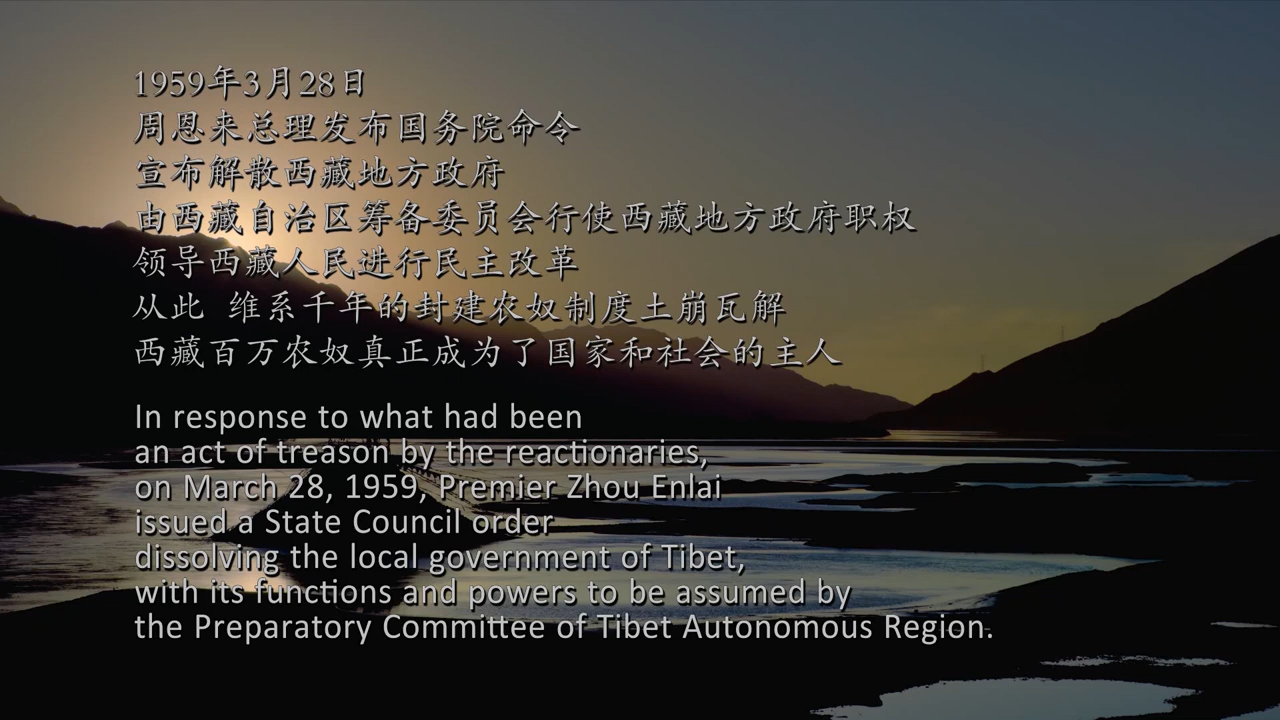 1959年3月28日
周恩来总理发布国务院命令
宣布解散西藏地方政府
由西藏自治区筹备委员会行使西藏地方政府职权
领导西藏人民进行民主改革
从此 维系千年的封建农奴制度土崩瓦解
西藏百万农奴真正成为了国家和社会的主人
In response to what had been
an act of treason by the reactionaries,
on March 28, 1959, Premier Zhou Enlai
issued a State Council order
dissolving the local government of Tibet,
with its functions and powers to be assumed by
the Preparatory Committee of Tibet Autonomous Region.